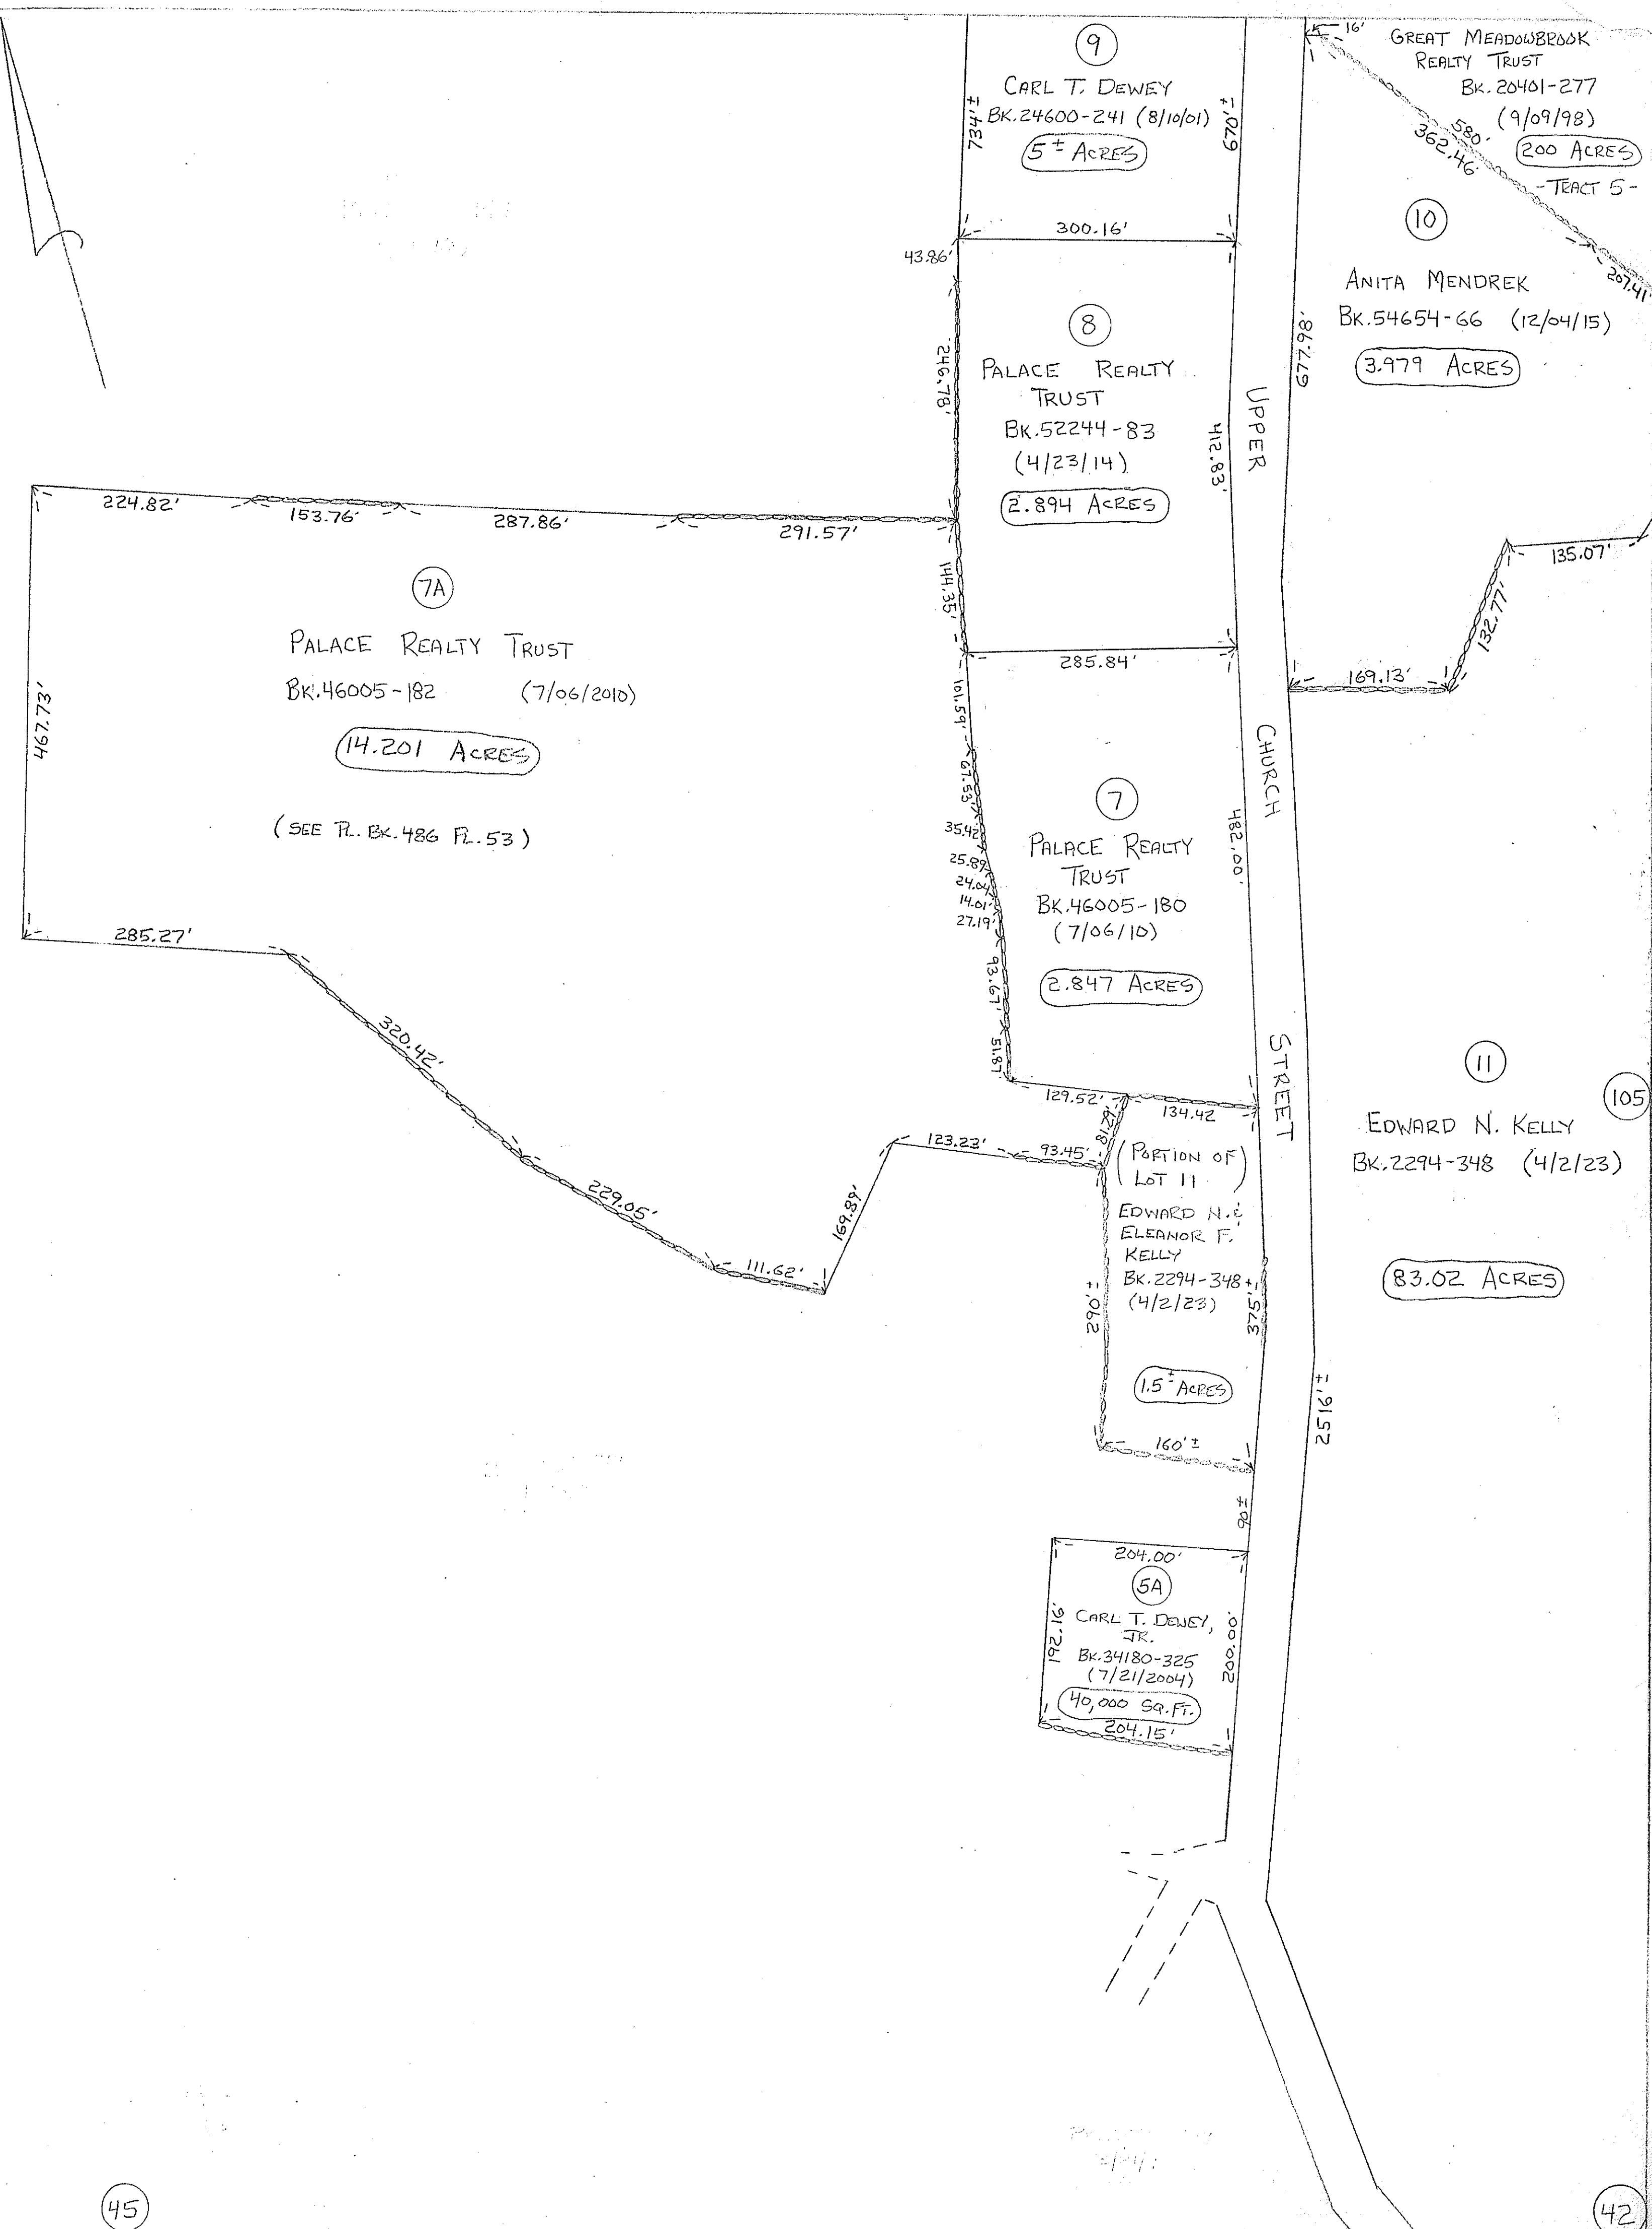 9
CARL T. DEWEY
BK.24600-241 (8/10/01)
5± ACRES
734'±
670'±
300.16'
16'
GREAT MEADOWBROOK
REALTY TRUST
BK.20401-277
(9/09/98)
200 ACRES
-TRACT 5-
580'
362.46'
207.41'
10
ANITA MENDREK
BK.54654-66 (12/04/15)
3.979 ACRES
677.98'
135.07'
132.77'
169.13'
43.86'
246.78'
8
PALACE REALTY
TRUST
BK.52244-83
(4/23/14)
2.894 ACRES
412.83'
144.35'
285.84'
UPPER
CHURCH
STREET
224.82'
153.76'
287.86'
291.57'
7A
PALACE REALTY TRUST
BK.46005-182 (7/06/2010)
14.201 ACRES
(SEE PL. BK.486 PL.53)
467.73'
285.27'
320.42'
229.05'
111.62'
169.89'
123.23'
93.45'
101.59'
67.53'
35.42'
25.89'
24.04'
14.01'
27.19'
93.67'
51.87'
7
PALACE REALTY
TRUST
BK.46005-180
(7/06/10)
2.847 ACRES
482.00'
129.52'
134.42
81.21'
(PORTION OF
LOT 11)
EDWARD N. &
ELEANOR F.
KELLY
BK.2294-348
(4/2/23)
1.5± ACRES
290'±
375'±
160'±
90'±
11
105
EDWARD N. KELLY
BK.2294-348 (4/2/23)
83.02 ACRES
2516'±
204.00'
5A
CARL T. DEWEY,
JR.
BK.34180-325
(7/21/2004)
40,000 SQ.FT.
204.15'
192.16'
200.00'
45
42